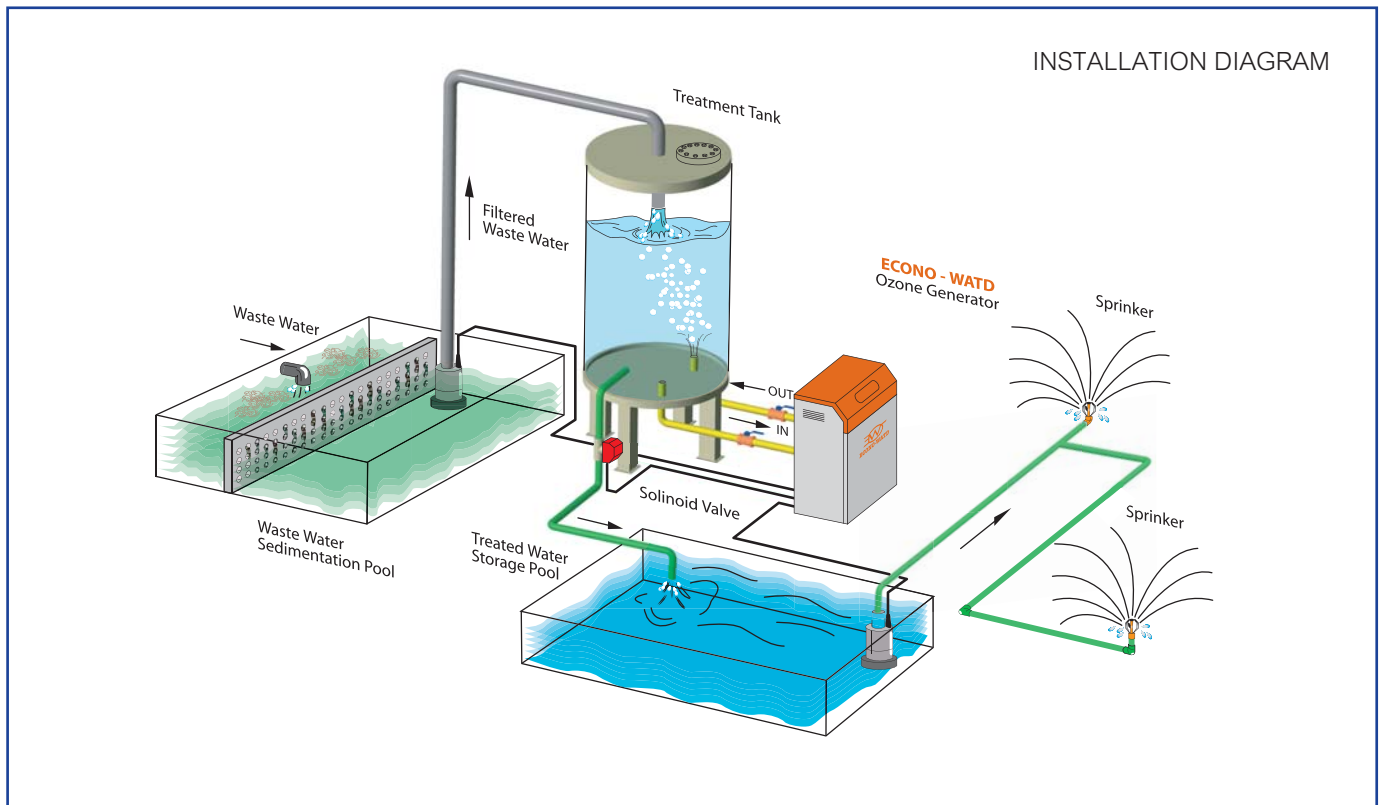 INSTALLATION DIAGRAM
Treatment Tank
Filtered
Waste Water
ECONO - WATD
Ozone Generator
Sprinker
Waste Water
OUT
IN
Solinoid Valve
Sprinker
Waste Water
Sedimentation Pool
Treated Water
Storage Pool